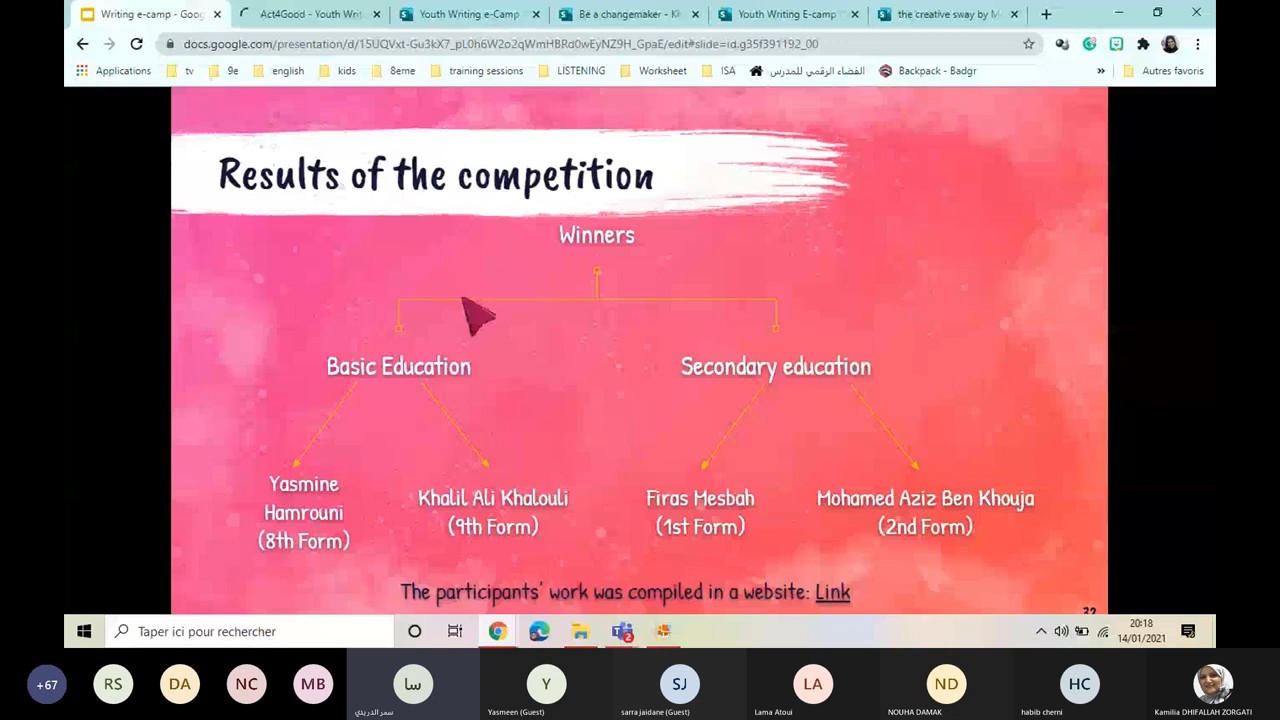 Writing e-camp - Goog
Act4Good - Youth Writ
Youth Writing e-Camp
Be a changemaker - K
Youth Writing E-camp
the creative sway by M
docs.google.com/presentation/d/15UQVxt-Gu3kX7_pL0h6W2o2qWmHBRd0wEyNZ9H_GpaE/edit#slide=id.g35f391192_00
Applications
tv
9e
english
kids
8eme
training sessions
LISTENING
Worksheet
ISA
الفضاء الرقمي للمدرس
Backpack - Badgr
»
Autres favoris
Results of the competition
Winners
Basic Education
Secondary education
Yasmine
Hamrouni
(8th Form)
Khalil Ali Khalouli
(9th Form)
Firas Mesbah
(1st Form)
Mohamed Aziz Ben Khouja
(2nd Form)
The participants' work was compiled in a website: Link
32
Taper ici pour rechercher
2
20:18
14/01/2021
+67
RS
DA
NC
MB
سا
سمر الدريدي
Y
Yasmeen (Guest)
SJ
sarra jaidane (Guest)
LA
Lama Atoui
ND
NOUHA DAMAK
HC
habib cherni
Kamilia DHIFALLAH ZORGATI